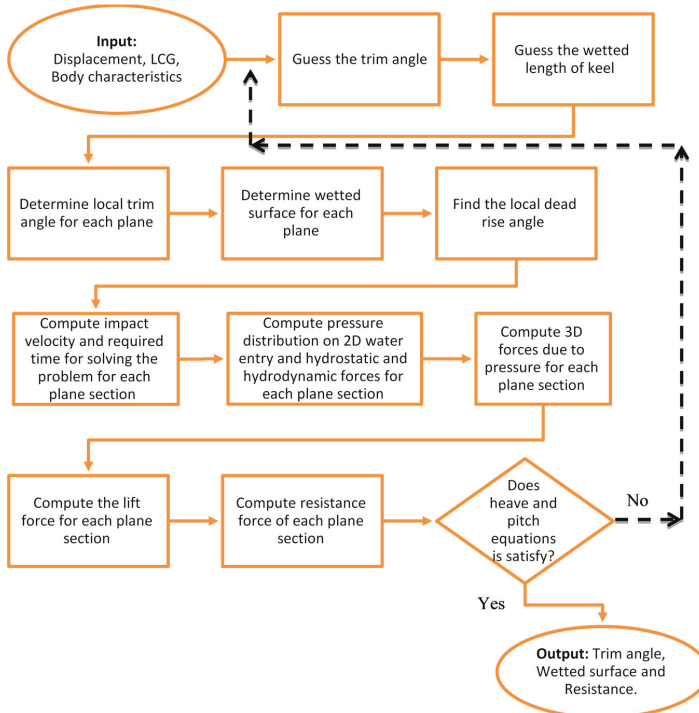 Input:
Displacement, LCG,
Body characteristics
Guess the trim angle
Guess the wetted
length of keel
Determine local trim
angle for each plane
Determine wetted
surface for each
plane
Find the local dead
rise angle
Compute impact
velocity and required
time for solving the
problem for each
plane section
Compute pressure
distribution on 2D water
entry and hydrostatic and
hydrodynamic forces for
each plane section
Compute 3D
forces due to
pressure for each
plane section
Compute the lift
force for each plane
section
Compute resistance
force of each plane
section
Does
heave and
pitch
equations
is satisfy?
No
Yes
Output: Trim angle,
Wetted surface and
Resistance.